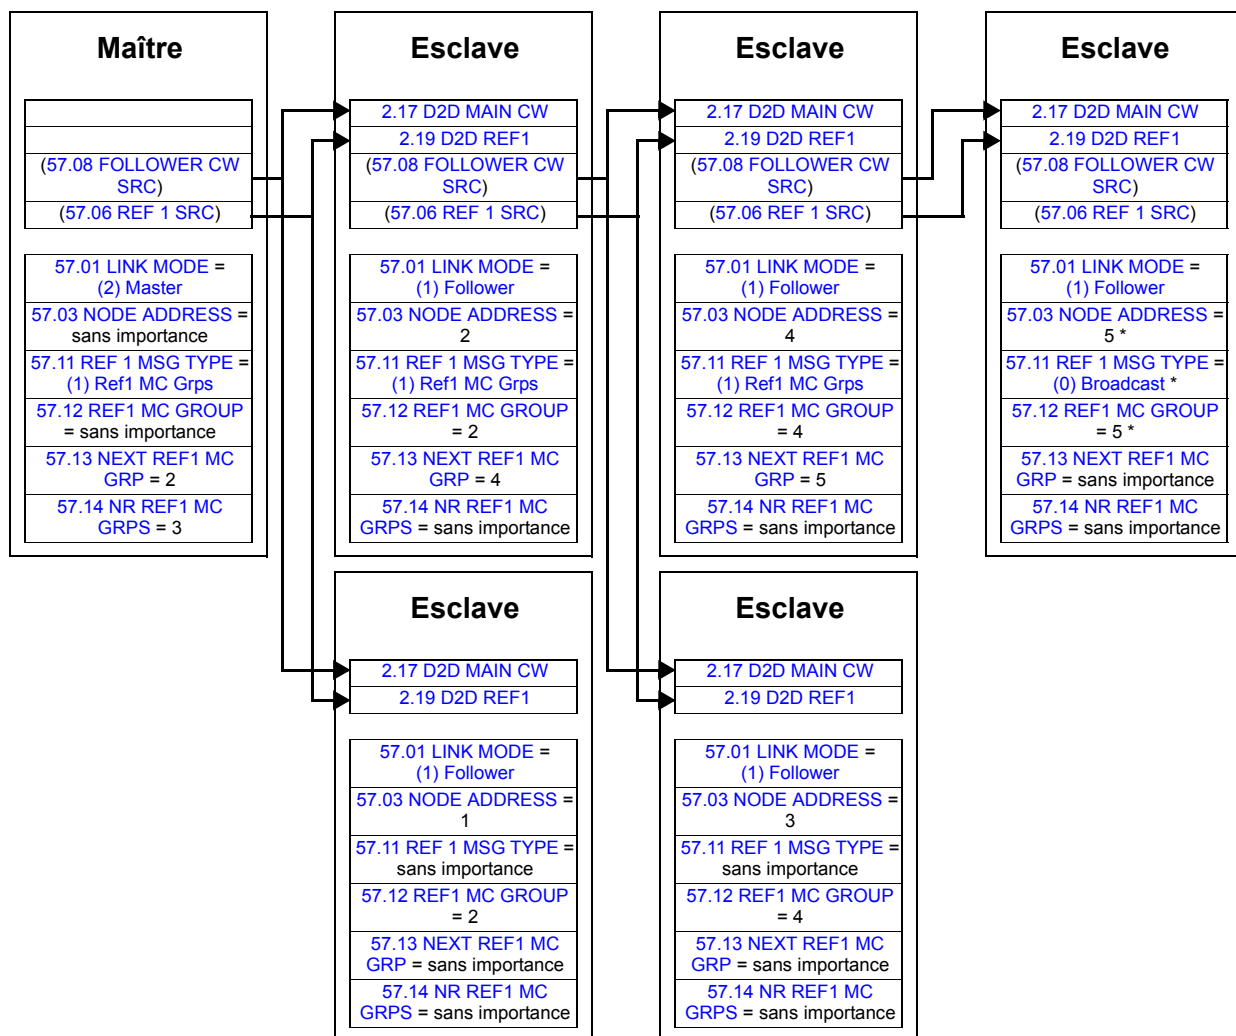 Maître
(57.08 FOLLOWER CW
SRC)
(57.06 REF 1 SRC)
57.01 LINK MODE =
(2) Master
57.03 NODE ADDRESS =
sans importance
57.11 REF 1 MSG TYPE =
(1) Ref1 MC Grps
57.12 REF1 MC GROUP
= sans importance
57.13 NEXT REF1 MC
GRP = 2
57.14 NR REF1 MC
GRPS = 3
Esclave
2.17 D2D MAIN CW
2.19 D2D REF1
(57.08 FOLLOWER CW
SRC)
(57.06 REF 1 SRC)
57.01 LINK MODE =
(1) Follower
57.03 NODE ADDRESS =
2
57.11 REF 1 MSG TYPE =
(1) Ref1 MC Grps
57.12 REF1 MC GROUP
= 2
57.13 NEXT REF1 MC
GRP = 4
57.14 NR REF1 MC
GRPS = sans importance
Esclave
2.17 D2D MAIN CW
2.19 D2D REF1
(57.08 FOLLOWER CW
SRC)
(57.06 REF 1 SRC)
57.01 LINK MODE =
(1) Follower
57.03 NODE ADDRESS =
4
57.11 REF 1 MSG TYPE =
(1) Ref1 MC Grps
57.12 REF1 MC GROUP
= 4
57.13 NEXT REF1 MC
GRP = 5
57.14 NR REF1 MC
GRPS = sans importance
Esclave
2.17 D2D MAIN CW
2.19 D2D REF1
(57.08 FOLLOWER CW
SRC)
(57.06 REF 1 SRC)
57.01 LINK MODE =
(1) Follower
57.03 NODE ADDRESS =
5 *
57.11 REF 1 MSG TYPE =
(0) Broadcast *
57.12 REF1 MC GROUP
= 5 *
57.13 NEXT REF1 MC
GRP = sans importance
57.14 NR REF1 MC
GRPS = sans importance
Esclave
2.17 D2D MAIN CW
2.19 D2D REF1
57.01 LINK MODE =
(1) Follower
57.03 NODE ADDRESS =
1
57.11 REF 1 MSG TYPE =
sans importance
57.12 REF1 MC GROUP
= 2
57.13 NEXT REF1 MC
GRP = sans importance
57.14 NR REF1 MC
GRPS = sans importance
Esclave
2.17 D2D MAIN CW
2.19 D2D REF1
57.01 LINK MODE =
(1) Follower
57.03 NODE ADDRESS =
3
57.11 REF 1 MSG TYPE =
sans importance
57.12 REF1 MC GROUP
= 4
57.13 NEXT REF1 MC
GRP = sans importance
57.14 NR REF1 MC
GRPS = sans importance